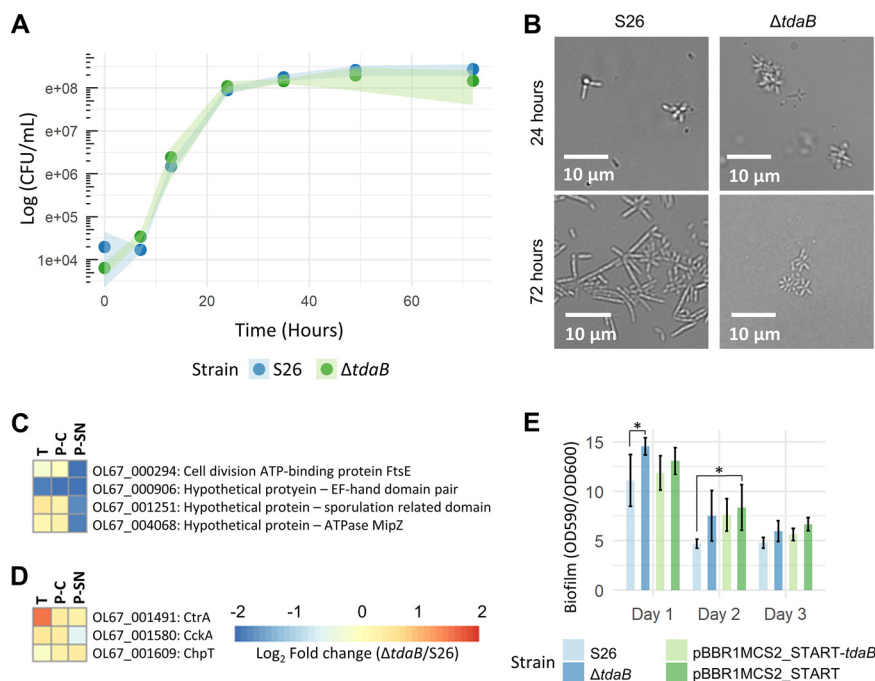 A
Log (CFU/mL)
e+08
e+07
e+06
e+05
1e+04
0
20
40
60
Time (Hours)
Strain
S26
ΔtdaB
B
S26
ΔtdaB
24 hours
10 µm
10 µm
72 hours
10 µm
10 µm
C
T
P-C
P-SN
OL67_000294: Cell division ATP-binding protein FtsE
OL67_000906: Hypothetical protyein – EF-hand domain pair
OL67_001251: Hypothetical protein – sporulation related domain
OL67_004068: Hypothetical protein – ATPase MipZ
D
T
P-C
P-SN
OL67_001491: CtrA
OL67_001580: CckA
OL67_001609: ChpT
-2
-1
0
1
2
Log2 Fold change (ΔtdaB/S26)
E
Biofilm (OD590/OD600)
15
10
5
0
*
*
Day 1
Day 2
Day 3
Strain
S26
ΔtdaB
pBBR1MCS2_START-tdaB
pBBR1MCS2_START